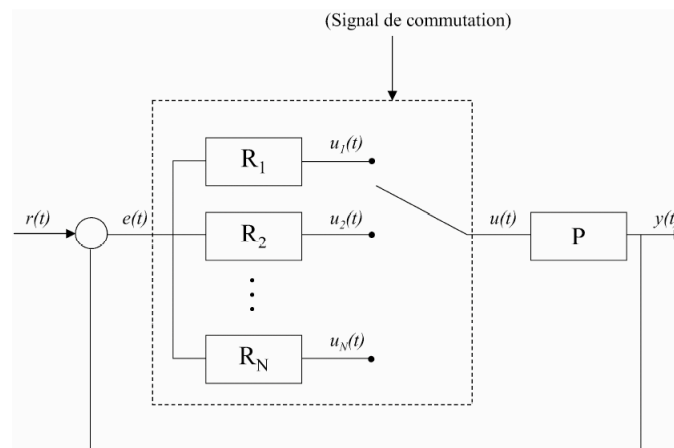 (Signal de commutation)
R1
u1(t)
r(t)
e(t)
R2
u2(t)
u(t)
P
y(t)
RN
uN(t)